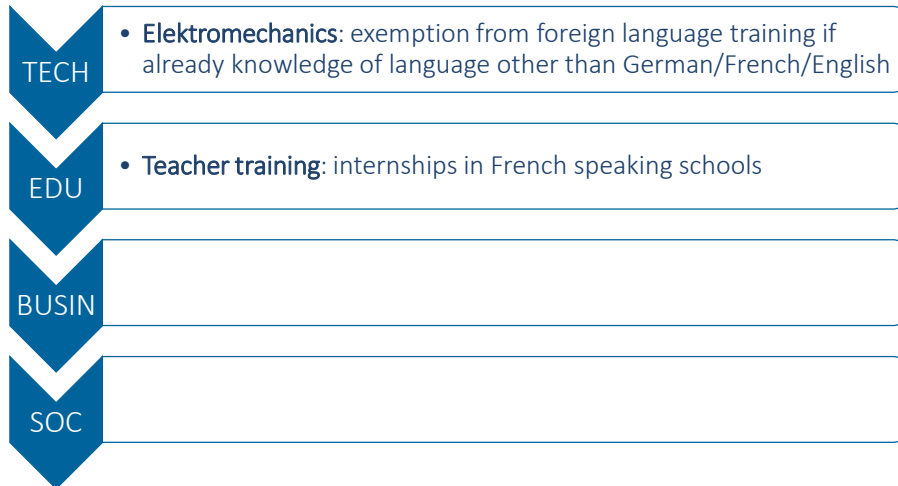 TECH
• Elektromechanics: exemption from foreign language training if
already knowledge of language other than German/French/English
EDU
• Teacher training: internships in French speaking schools
BUSIN
SOC